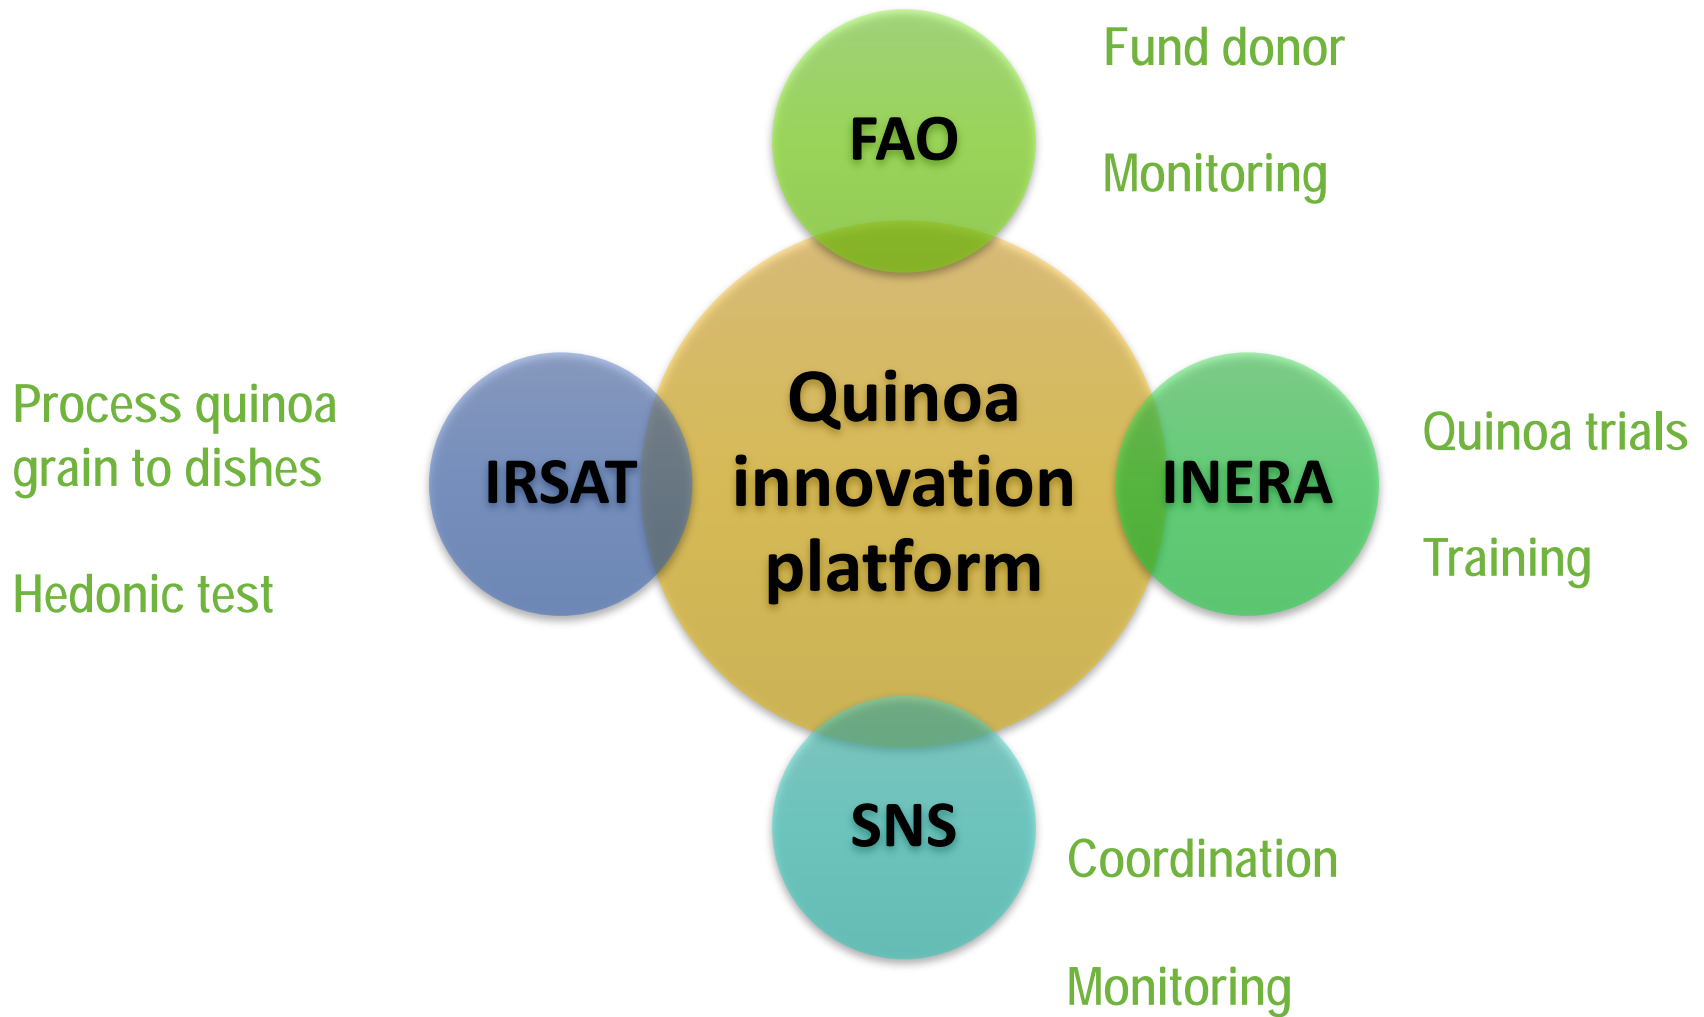 Fund donor
FAO
Monitoring
Process quinoa
grain to dishes
Hedonic test
IRSAT
Quinoa
innovation
platform
INERA
Quinoa trials
Training
SNS
Coordination
Monitoring